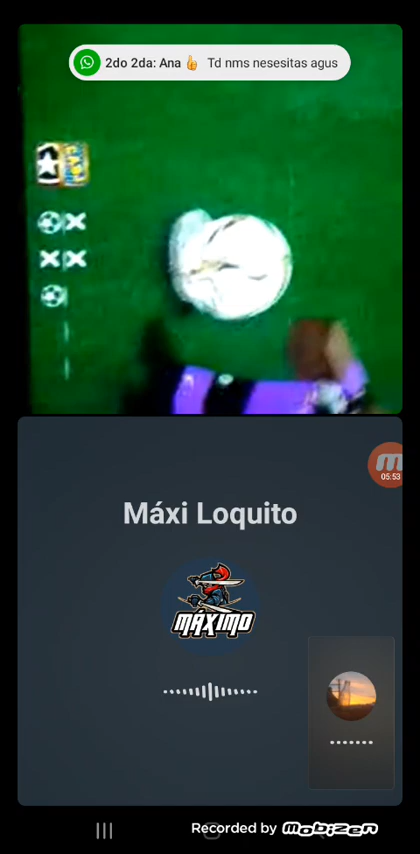 2do 2da: Ana 👍 Td nms nesesitas agus
05:53
Máxi Loquito
MÁXIMO
Recorded by Mobizen